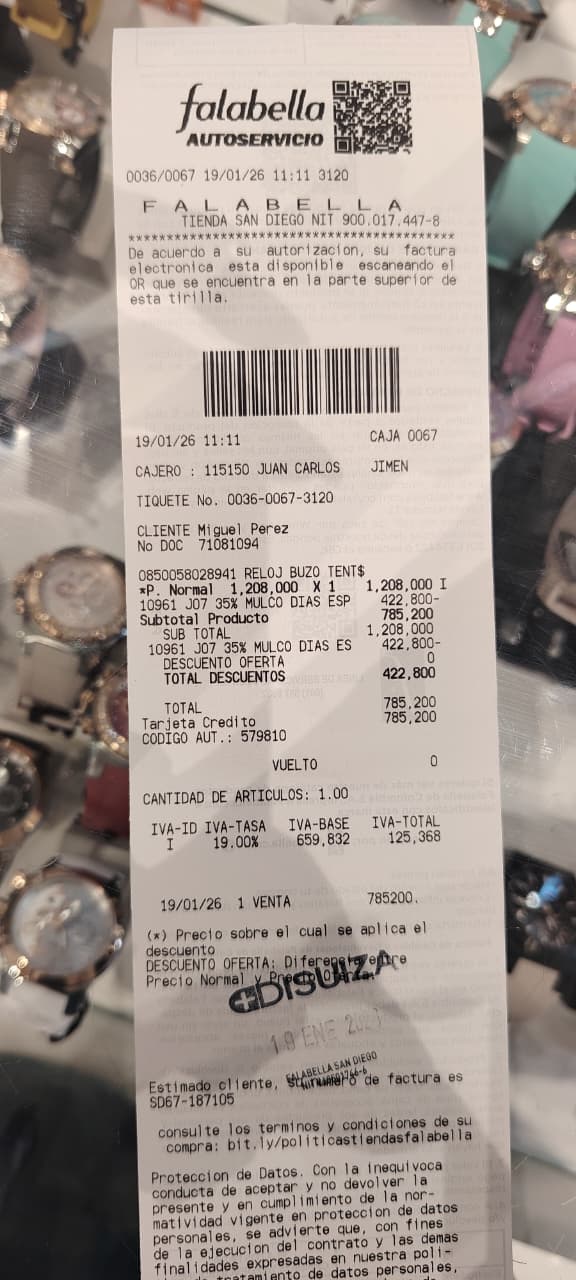 falabella
AUTOSERVICIO
0036/0067 19/01/26 11:11 3120
F A L A B E L L A
TIENDA SAN DIEGO NIT 900.017.447-8
****************************************
De acuerdo a su autorizacion, su factura
electronica esta disponible escaneando el
QR que se encuentra en la parte superior de
esta tirilla.
19/01/26 11:11 CAJA 0067
CAJERO : 115150 JUAN CARLOS JIMEN
TIQUETE No. 0036-0067-3120
CLIENTE Miguel Perez
No DOC 71081094
0850058028941 RELOJ BUZO TENT$
*P. Normal 1,208,000 X 1 1,208,000 I
10961 J07 35% MULCO DIAS ESP 422,800-
Subtotal Producto 785,200
SUB TOTAL 1,208,000
10961 J07 35% MULCO DIAS ES 422,800-
DESCUENTO OFERTA 0
TOTAL DESCUENTOS 422,800
TOTAL 785,200
Tarjeta Credito 785,200
CODIGO AUT.: 579810
VUELTO 0
CANTIDAD DE ARTICULOS: 1.00
IVA-ID IVA-TASA IVA-BASE IVA-TOTAL
I 19.00% 659,832 125,368
19/01/26 1 VENTA 785200.
(*) Precio sobre el cual se aplica el
descuento
DESCUENTO OFERTA: Diferencia entre
Precio Normal y Precio Oferta.
DISUIZA
19 ENE
FALABELLA SAN DIEGO
Estimado cliente, su numero de factura es
SD67-187105
consulte los terminos y condiciones de su
compra: bit.ly/politicastiendasfalabella
Proteccion de Datos. Con la inequivoca
conducta de aceptar y no devolver la
presente y en cumplimiento de la nor-
matividad vigente en proteccion de datos
personales, se advierte que, con fines
de la ejecucion del contrato y las demas
finalidades expresadas en nuestra poli-
tratamiento de datos personales,